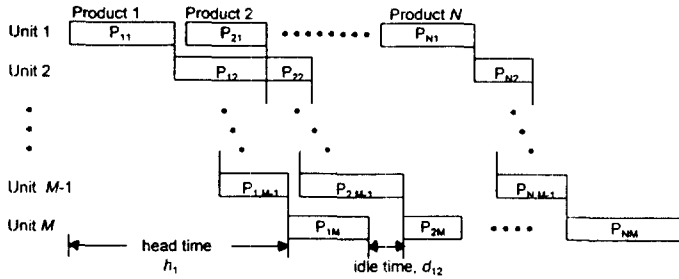 Product 1 Product 2 Product N
Unit 1 P11 P21 PN1
Unit 2 P12 P22 PN2
Unit M-1 P1,M-1 P2,M-1 PN,M-1
Unit M P1M P2M PNM
head time idle time, d12
h1